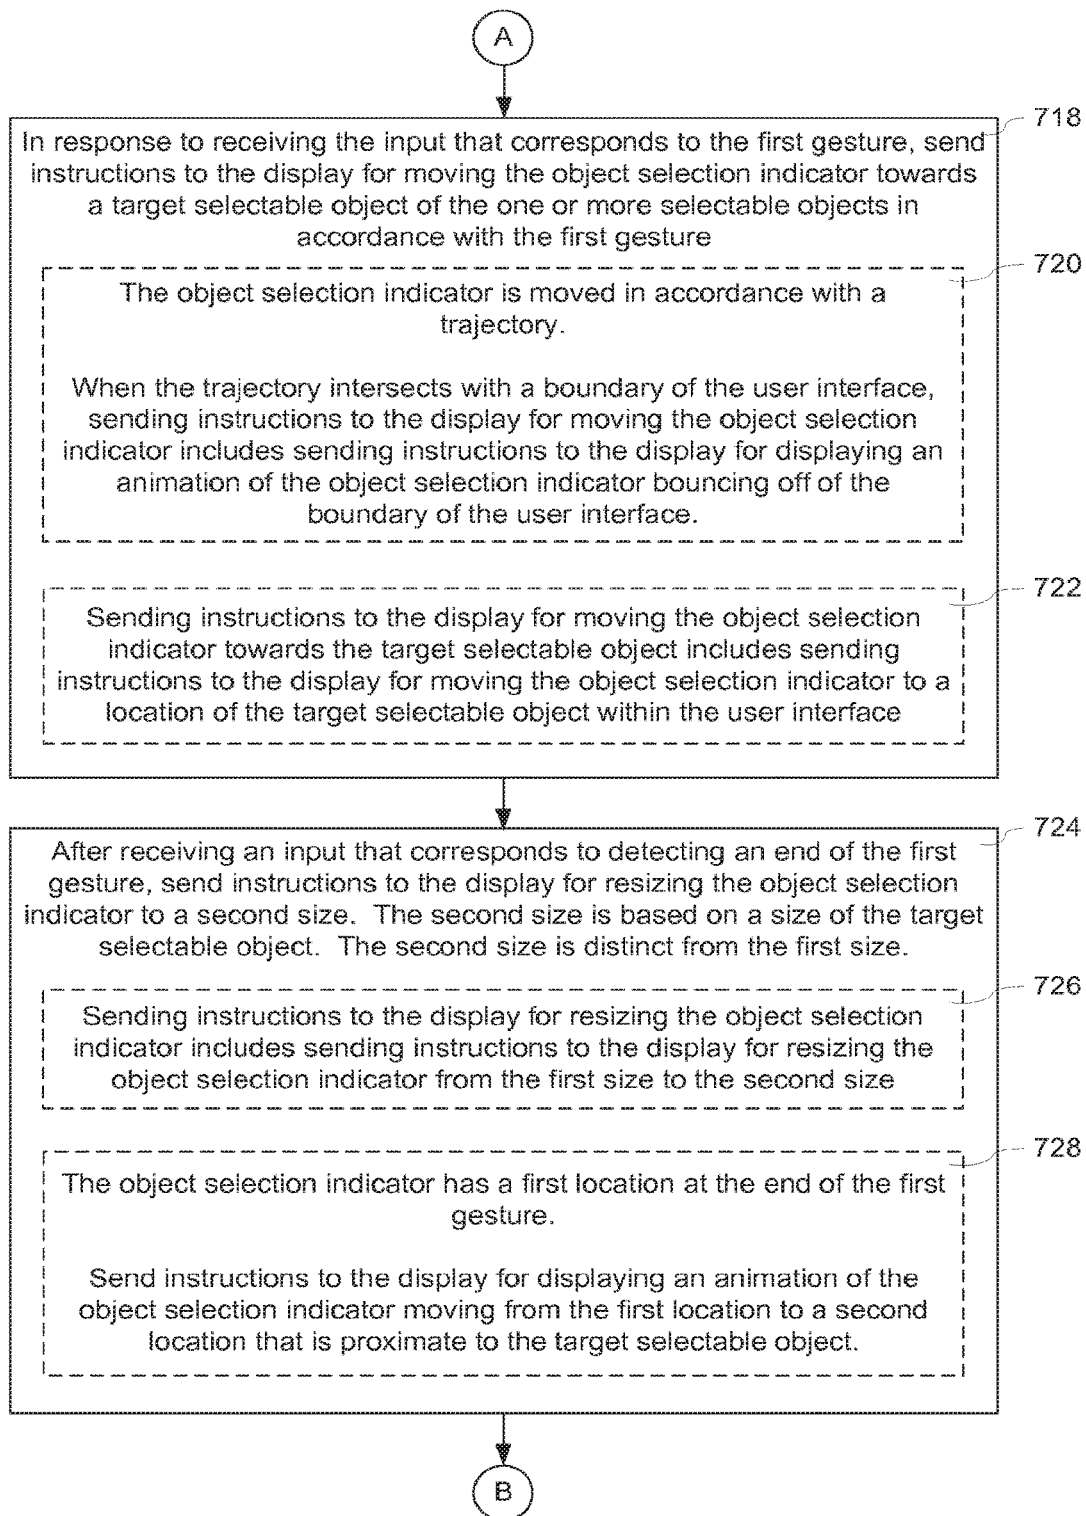 A
718
In response to receiving the input that corresponds to the first gesture, send
instructions to the display for moving the object selection indicator towards
a target selectable object of the one or more selectable objects in
accordance with the first gesture
720
The object selection indicator is moved in accordance with a
trajectory.
When the trajectory intersects with a boundary of the user interface,
sending instructions to the display for moving the object selection
indicator includes sending instructions to the display for displaying an
animation of the object selection indicator bouncing off of the
boundary of the user interface.
722
Sending instructions to the display for moving the object selection
indicator towards the target selectable object includes sending
instructions to the display for moving the object selection indicator to a
location of the target selectable object within the user interface
724
After receiving an input that corresponds to detecting an end of the first
gesture, send instructions to the display for resizing the object selection
indicator to a second size.  The second size is based on a size of the target
selectable object.  The second size is distinct from the first size.
726
Sending instructions to the display for resizing the object selection
indicator includes sending instructions to the display for resizing the
object selection indicator from the first size to the second size
728
The object selection indicator has a first location at the end of the first
gesture.
Send instructions to the display for displaying an animation of the
object selection indicator moving from the first location to a second
location that is proximate to the target selectable object.
B